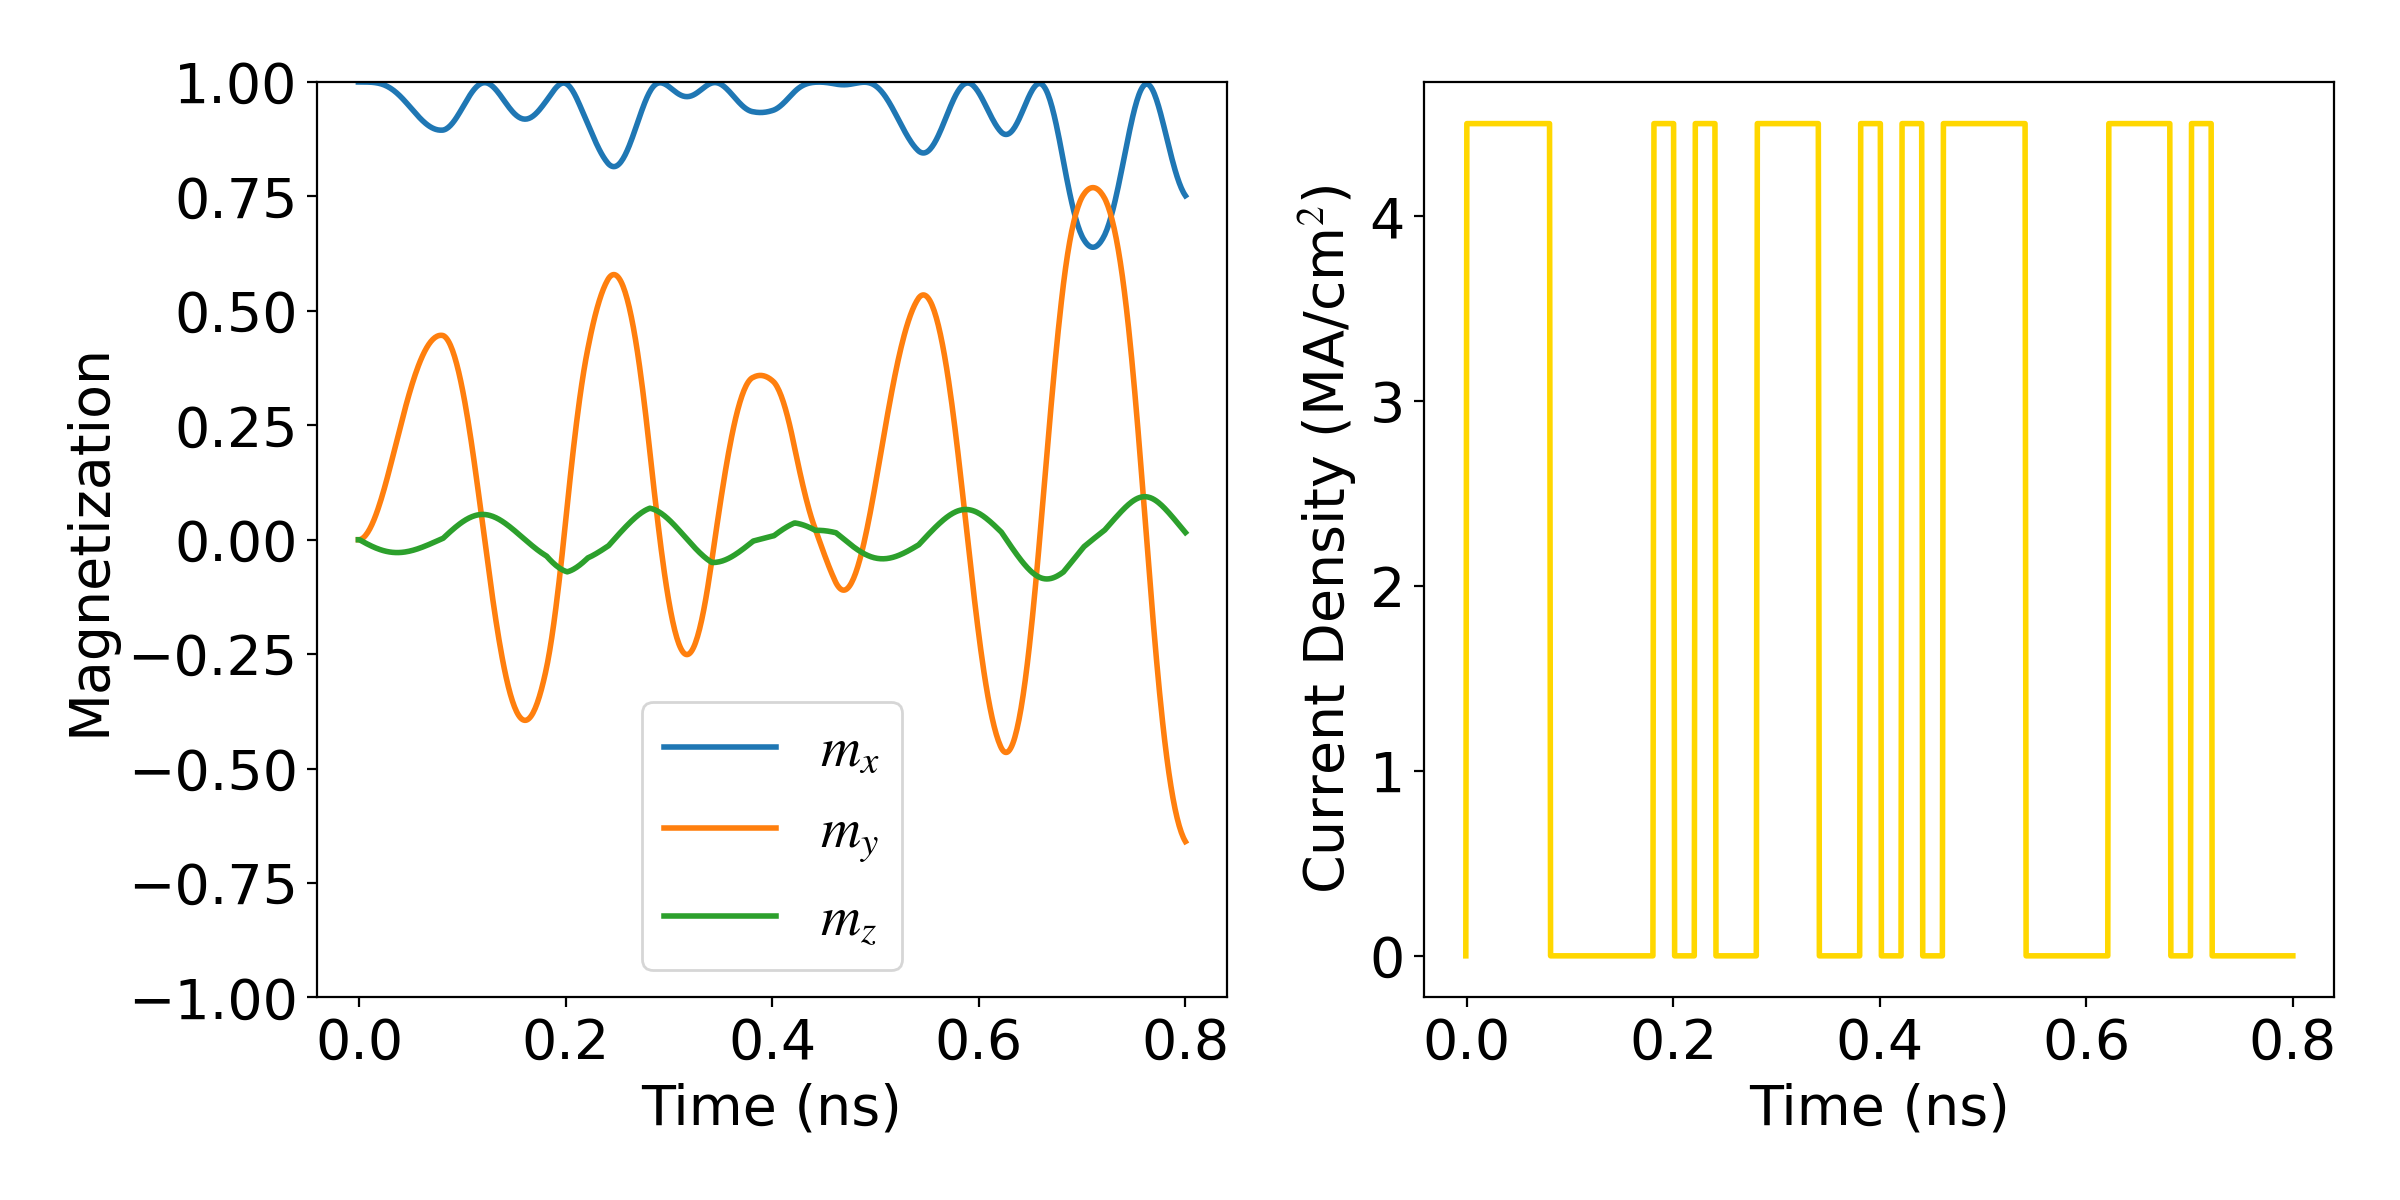 Magnetization
1.00
0.75
0.50
0.25
0.00
−0.25
−0.50
−0.75
−1.00
0.0 0.2 0.4 0.6 0.8
Time (ns)
m_x
m_y
m_z
Current Density (MA/cm²)
4
3
2
1
0
0.0 0.2 0.4 0.6 0.8
Time (ns)